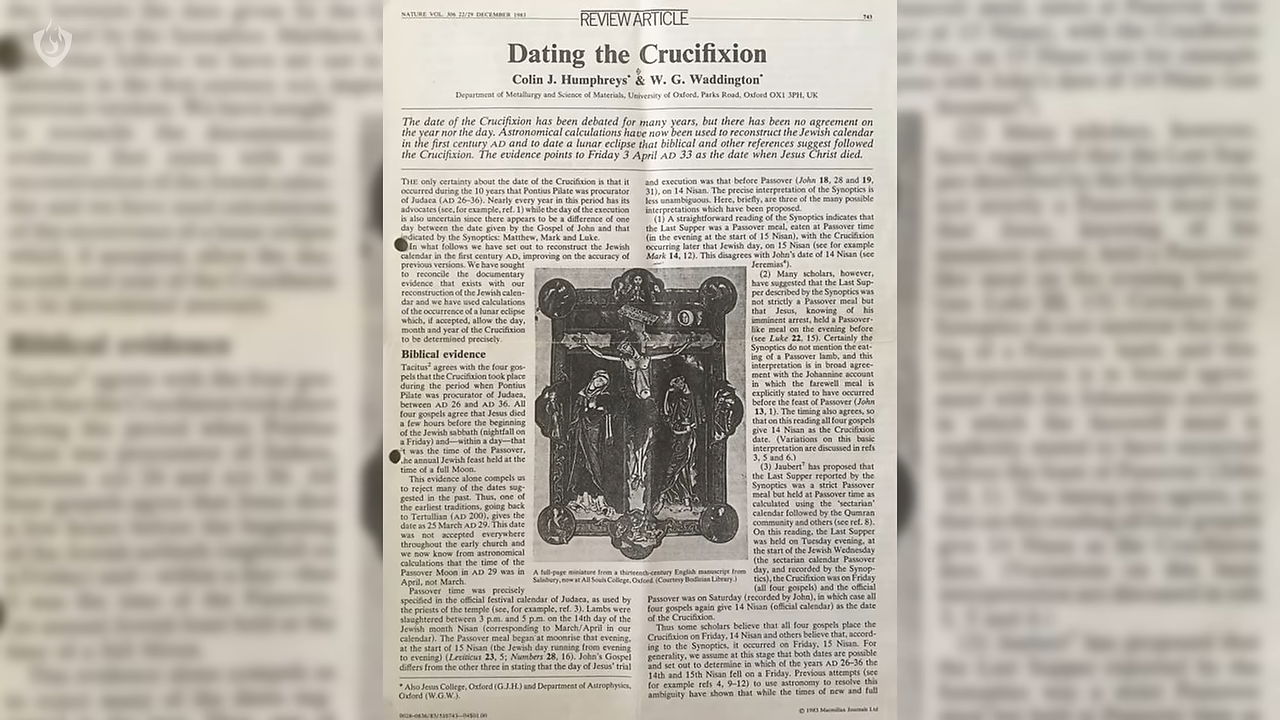 NATURE VOL. 306 22/29 DECEMBER 1983
REVIEW ARTICLE
743
Dating the Crucifixion
Colin J. Humphreys* & W. G. Waddington*
Department of Metallurgy and Science of Materials, University of Oxford, Parks Road, Oxford OX1 3PH, UK
The date of the Crucifixion has been debated for many years, but there has been no agreement on
the year nor the day. Astronomical calculations have now been used to reconstruct the Jewish calendar
in the first century AD and to date a lunar eclipse that biblical and other references suggest followed
the Crucifixion. The evidence points to Friday 3 April AD 33 as the date when Jesus Christ died.
THE only certainty about the date of the Crucifixion is that it
occurred during the 10 years that Pontius Pilate was procurator
of Judaea (AD 26–36). Nearly every year in this period has its
advocates (see, for example, ref. 1) while the day of the execution
is also uncertain since there appears to be a difference of one
day between the date given by the Gospel of John and that
indicated by the Synoptics: Matthew, Mark and Luke.
In what follows we have set out to reconstruct the Jewish
calendar in the first century AD, improving on the accuracy of
previous versions. We have sought
to reconcile the documentary
evidence that exists with our
reconstruction of the Jewish calen-
dar and we have used calculations
of the occurrence of a lunar eclipse
which, if accepted, allow the day,
month and year of the Crucifixion
to be determined precisely.
Biblical evidence
Tacitus² agrees with the four gos-
pels that the Crucifixion took place
during the period when Pontius
Pilate was procurator of Judaea,
between AD 26 and AD 36. All
four gospels agree that Jesus died
a few hours before the beginning
of the Jewish sabbath (nightfall on
a Friday) and—within a day—that
it was the time of the Passover,
the annual Jewish feast held at the
time of a full Moon.
This evidence alone compels us
to reject many of the dates sug-
gested in the past. Thus, one of
the earliest traditions, going back
to Tertullian (AD 200), gives the
date as 25 March AD 29. This date
was not accepted everywhere
throughout the early church and
we now know from astronomical
calculations that the time of the
Passover Moon in AD 29 was in
April, not March.
Passover time was precisely
specified in the official festival calendar of Judaea, as used by
the priests of the temple (see, for example, ref. 3). Lambs were
slaughtered between 3 p.m. and 5 p.m. on the 14th day of the
Jewish month Nisan (corresponding to March/April in our
calendar). The Passover meal began at moonrise that evening,
at the start of 15 Nisan (the Jewish day running from evening
to evening) (Leviticus 23, 5; Numbers 28, 16). John's Gospel
differs from the other three in stating that the day of Jesus' trial
* Also Jesus College, Oxford (G.J.H.) and Department of Astrophysics,
Oxford (W.G.W.).
and execution was that before Passover (John 18, 28 and 19,
31), on 14 Nisan. The precise interpretation of the Synoptics is
less unambiguous. Here, briefly, are three of the many possible
interpretations which have been proposed.
(1) A straightforward reading of the Synoptics indicates that
the Last Supper was a Passover meal, eaten at Passover time
(in the evening at the start of 15 Nisan), with the Crucifixion
occurring later that Jewish day, on 15 Nisan (see for example
Mark 14, 12). This disagrees with John's date of 14 Nisan (see
Jeremias⁴).
(2) Many scholars, however,
have suggested that the Last Sup-
per described by the Synoptics was
not strictly a Passover meal but
that Jesus, knowing of his
imminent arrest, held a Passover-
like meal on the evening before
(see Luke 22, 15). Certainly the
Synoptics do not mention the eat-
ing of a Passover lamb, and this
interpretation is in broad agree-
ment with the Johannine account
in which the farewell meal is
explicitly stated to have occurred
before the feast of Passover (John
13, 1). The timing also agrees, so
that on this reading all four gospels
give 14 Nisan as the Crucifixion
date. (Variations on this basic
interpretation are discussed in refs
3, 5 and 6.)
(3) Jaubert⁷ has proposed that
the Last Supper reported by the
Synoptics was a strict Passover
meal but held at Passover time as
calculated using the 'sectarian'
calendar followed by the Qumran
community and others (see ref. 8).
On this reading, the Last Supper
was held on Tuesday evening, at
the start of the Jewish Wednesday
(the sectarian calendar Passover
day, and recorded by the Synop-
tics), the Crucifixion was on Friday
(all four gospels) and the official
Passover was on Saturday (recorded by John), in which case all
four gospels again give 14 Nisan (official calendar) as the date
of the Crucifixion.
Thus some scholars believe that all four gospels place the
Crucifixion on Friday, 14 Nisan and others believe that, accord-
ing to the Synoptics, it occurred on Friday, 15 Nisan. For
generality, we assume at this stage that both dates are possible
and set out to determine in which of the years AD 26–36 the
14th and 15th Nisan fell on a Friday. Previous attempts (see
for example refs 4, 9–12) to use astronomy to resolve this
ambiguity have shown that while the times of new and full
A full-page miniature from a thirteenth-century English manuscript from
Salisbury, now at All Souls College, Oxford. (Courtesy Bodleian Library.)
© 1983 Macmillan Journals Ltd